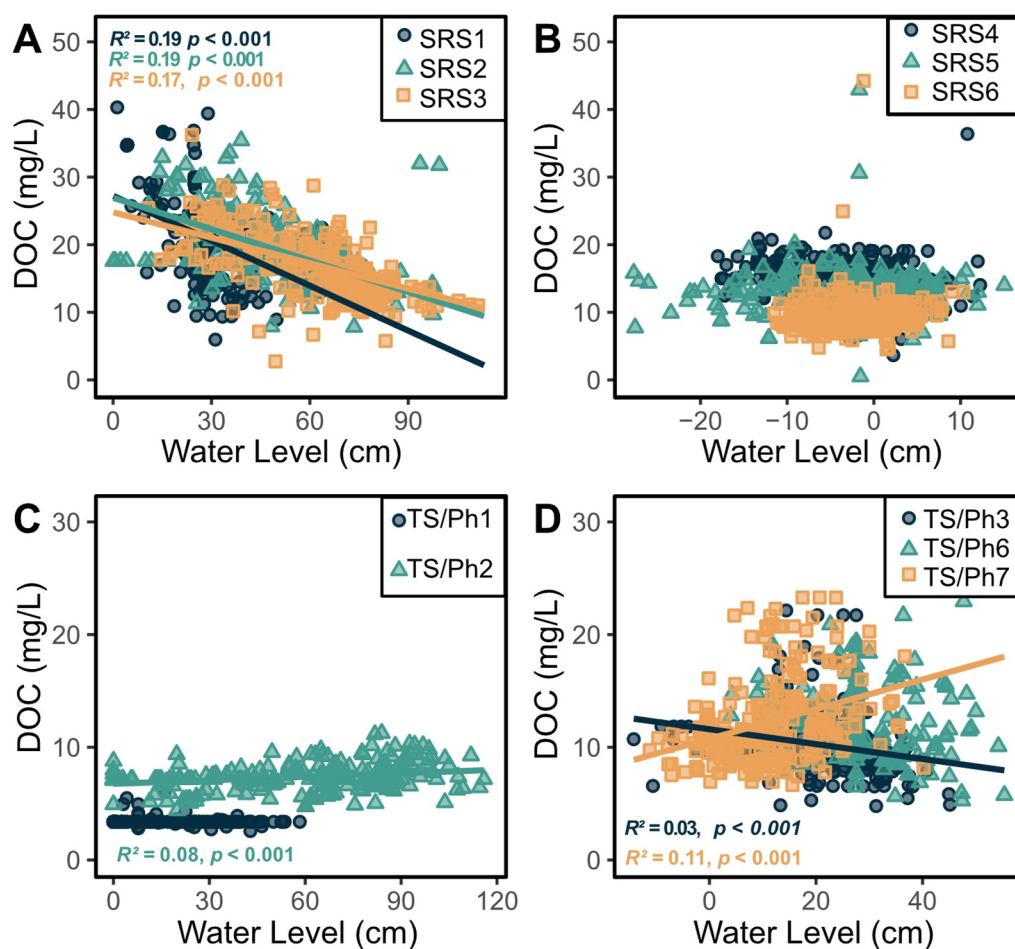 A
R² = 0.19 p < 0.001
R² = 0.19 p < 0.001
R² = 0.17, p < 0.001
SRS1
SRS2
SRS3
50
40
30
20
10
0
DOC (mg/L)
0 30 60 90
Water Level (cm)
B
SRS4
SRS5
SRS6
50
40
30
20
10
0
DOC (mg/L)
−20 −10 0 10
Water Level (cm)
C
TS/Ph1
TS/Ph2
30
20
10
0
DOC (mg/L)
R² = 0.08, p < 0.001
0 30 60 90 120
Water Level (cm)
D
TS/Ph3
TS/Ph6
TS/Ph7
30
20
10
0
DOC (mg/L)
R² = 0.03, p < 0.001
R² = 0.11, p < 0.001
0 20 40
Water Level (cm)